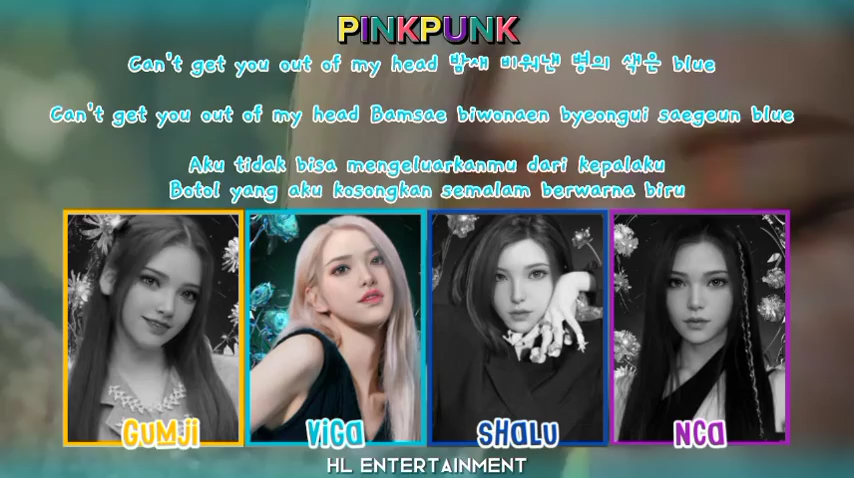 PINKPUNK
Can't get you out of my head 밤새 비워낸 병의 색은 blue
Can't get you out of my head Bamsae biwonaen byeongui saegeun blue
Aku tidak bisa mengeluarkanmu dari kepalaku
Botol yang aku kosongkan semalam berwarna biru
GUMJi ViGa SHaLU NCa
HL ENTERTAINMENT